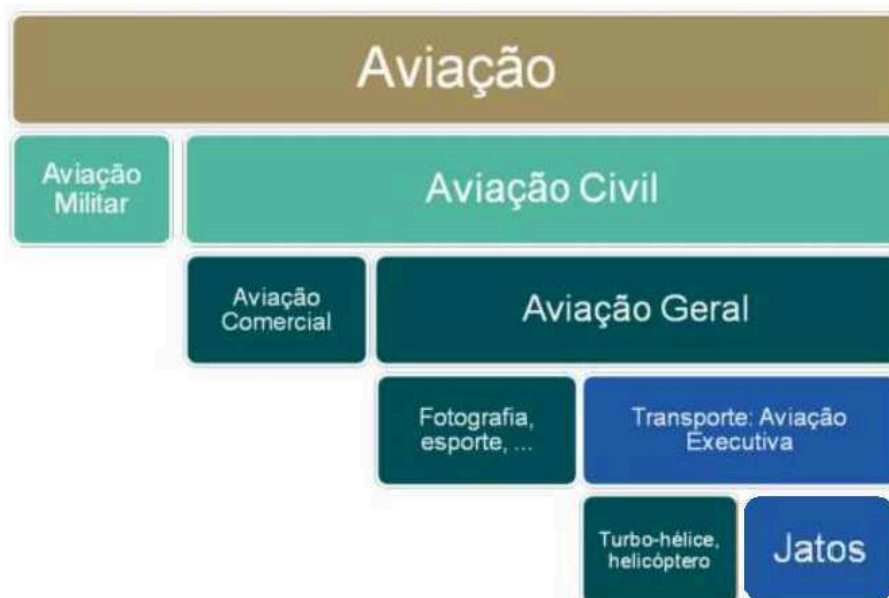 Aviação
Aviação
Militar
Aviação Civil
Aviação
Comercial
Aviação Geral
Fotografia,
esporte, ...
Transporte: Aviação
Executiva
Turbo-hélice,
helicóptero
Jatos